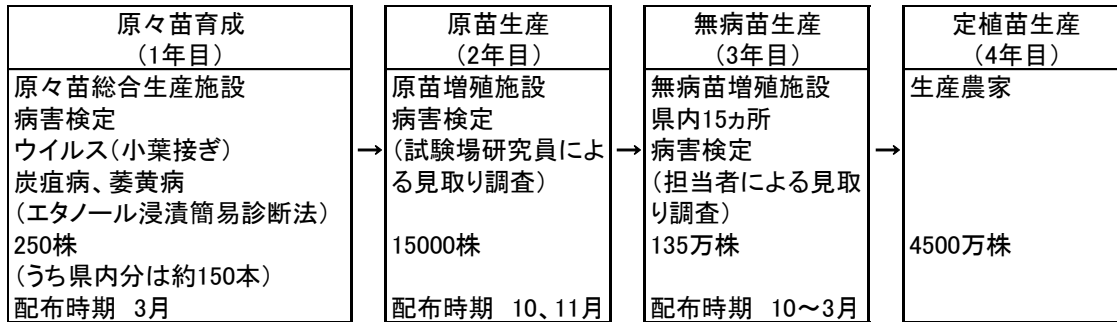 原々苗育成
(1年目)
原々苗総合生産施設
病害検定
ウイルス(小葉接ぎ)
炭疽病、萎黄病
(エタノール浸漬簡易診断法)
250株
(うち県内分は約150本)
配布時期 3月
→
原苗生産
(2年目)
原苗増殖施設
病害検定
(試験場研究員によ
る見取り調査)
15000株
配布時期 10、11月
→
無病苗生産
(3年目)
無病苗増殖施設
県内15ヵ所
病害検定
(担当者による見取
り調査)
135万株
配布時期 10~3月
→
定植苗生産
(4年目)
生産農家
4500万株